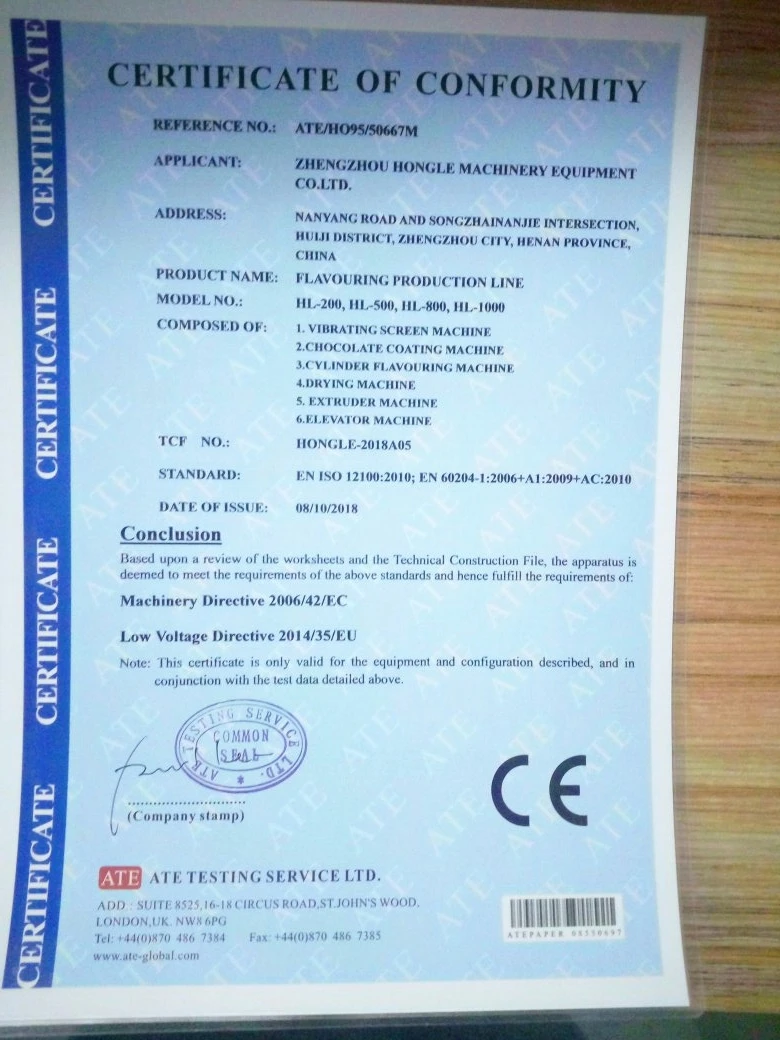 CERTIFICATE
CERTIFICATE
CERTIFICATE
CERTIFICATE
CERTIFICATE OF CONFORMITY
REFERENCE NO.: ATE/HO95/50667M
APPLICANT: ZHENGZHOU HONGLE MACHINERY EQUIPMENT
CO.LTD.
ADDRESS: NANYANG ROAD AND SONGZHAINANJIE INTERSECTION,
HUIJI DISTRICT, ZHENGZHOU CITY, HENAN PROVINCE,
CHINA
PRODUCT NAME: FLAVOURING PRODUCTION LINE
MODEL NO.: HL-200, HL-500, HL-800, HL-1000
COMPOSED OF: 1. VIBRATING SCREEN MACHINE
2.CHOCOLATE COATING MACHINE
3.CYLINDER FLAVOURING MACHINE
4.DRYING MACHINE
5. EXTRUDER MACHINE
6.ELEVATOR MACHINE
TCF NO.: HONGLE-2018A05
STANDARD: EN ISO 12100:2010; EN 60204-1:2006+A1:2009+AC:2010
DATE OF ISSUE: 08/10/2018
Conclusion
Based upon a review of the worksheets and the Technical Construction File, the apparatus is
deemed to meet the requirements of the above standards and hence fulfill the requirements of:
Machinery Directive 2006/42/EC
Low Voltage Directive 2014/35/EU
Note: This certificate is only valid for the equipment and configuration described, and in
conjunction with the test data detailed above.
ATE TESTING SERVICE LTD.
COMMON
SEAL
(Company stamp)
CE
ATE ATE TESTING SERVICE LTD.
ADD : SUITE 8525,16-18 CIRCUS ROAD,ST.JOHN'S WOOD.
LONDON,UK. NW8 6PG
Tel: +44(0)870 486 7384 Fax: +44(0)870 486 7385
www.ate-global.com
ATEPAPER 08530697